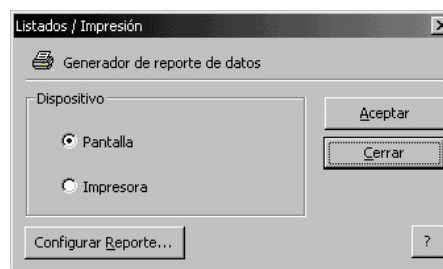 Listados / Impresión
Generador de reporte de datos
Dispositivo
Pantalla
Impresora
Aceptar
Cerrar
Configurar Reporte...
?